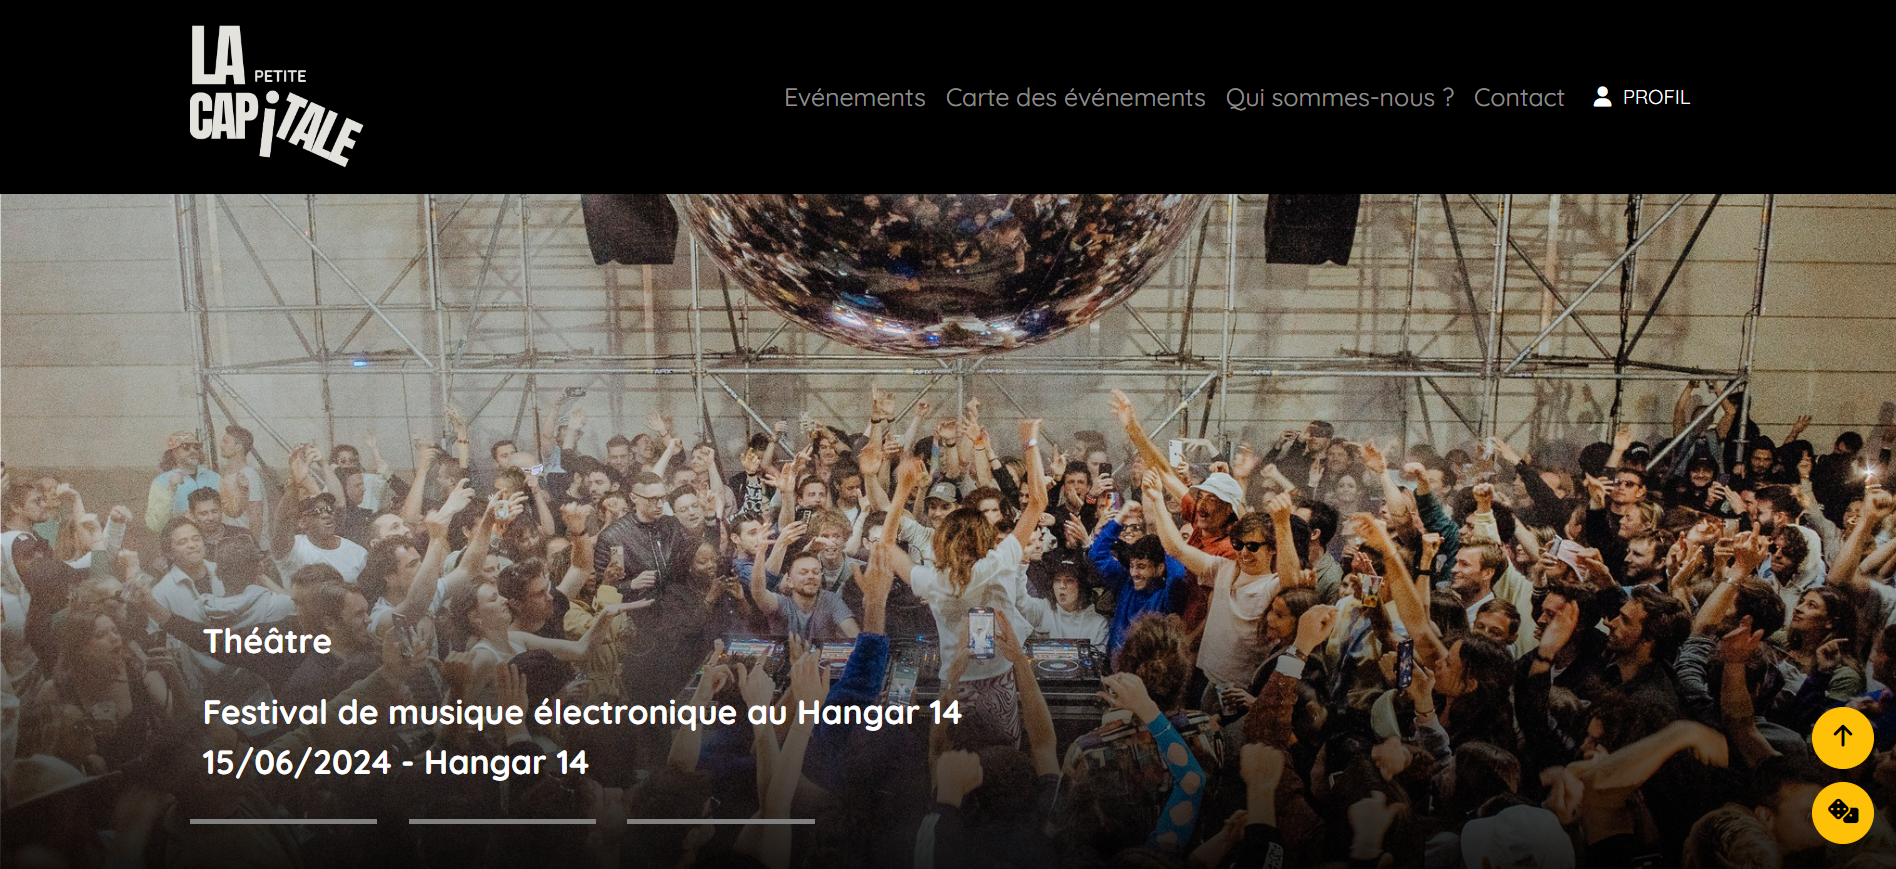 LA
PETITE
CAPiTALE
Evénements
Carte des événements
Qui sommes-nous ?
Contact
PROFIL
Théâtre
Festival de musique électronique au Hangar 14
15/06/2024 - Hangar 14